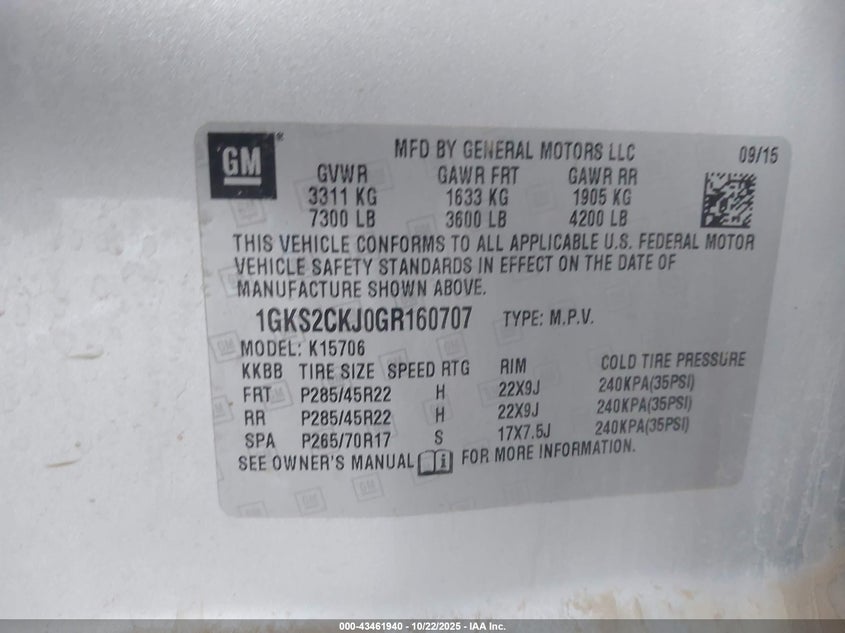 GM
MFD BY GENERAL MOTORS LLC 09/15
GVWR GAWR FRT GAWR RR
3311 KG 1633 KG 1905 KG
7300 LB 3600 LB 4200 LB
THIS VEHICLE CONFORMS TO ALL APPLICABLE U.S. FEDERAL MOTOR
VEHICLE SAFETY STANDARDS IN EFFECT ON THE DATE OF
MANUFACTURE SHOWN ABOVE.
1GKS2CKJ0GR160707 TYPE: M.P.V.
MODEL: K15706
KKBB TIRE SIZE SPEED RTG RIM COLD TIRE PRESSURE
FRT P285/45R22 H 22X9J 240KPA(35PSI)
RR P285/45R22 H 22X9J 240KPA(35PSI)
SPA P265/70R17 S 17X7.5J 240KPA(35PSI)
SEE OWNER'S MANUAL FOR MORE INFORMATION.
000-43461940 - 10/22/2025 - IAA Inc.